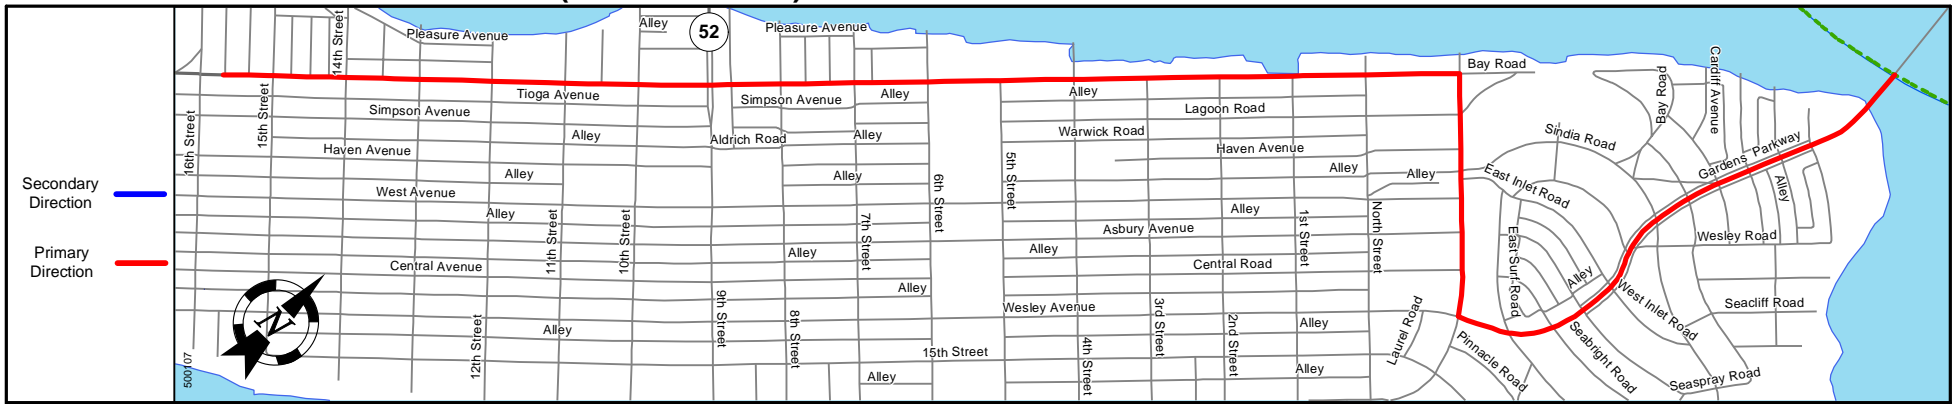 Secondary
Direction
Primary
Direction
500107
N
52
14th Street
Pleasure Avenue
Alley
Pleasure Avenue
Bay Road
Cardiff Avenue
Bay Road
16th Street
15th Street
Tioga Avenue
Simpson Avenue
Simpson Avenue
Alley
Alley
Lagoon Road
Alley
Aldrich Road
Alley
Warwick Road
Sindia Road
Gardens Parkway
Haven Avenue
Haven Avenue
Alley
Alley
Alley
Alley
East Inlet Road
Alley
West Avenue
5th Street
6th Street
Alley
Alley
11th Street
10th Street
7th Street
Asbury Avenue
1st Street
North Street
East Surf Road
Wesley Road
Alley
Alley
Central Avenue
Central Road
Alley
Alley
West Inlet Road
Seacliff Road
9th Street
8th Street
Wesley Avenue
3rd Street
2nd Street
Alley
Laurel Road
12th Street
Alley
15th Street
4th Street
Alley
Alley
Pinnacle Road
Seabright Road
Seaspray Road